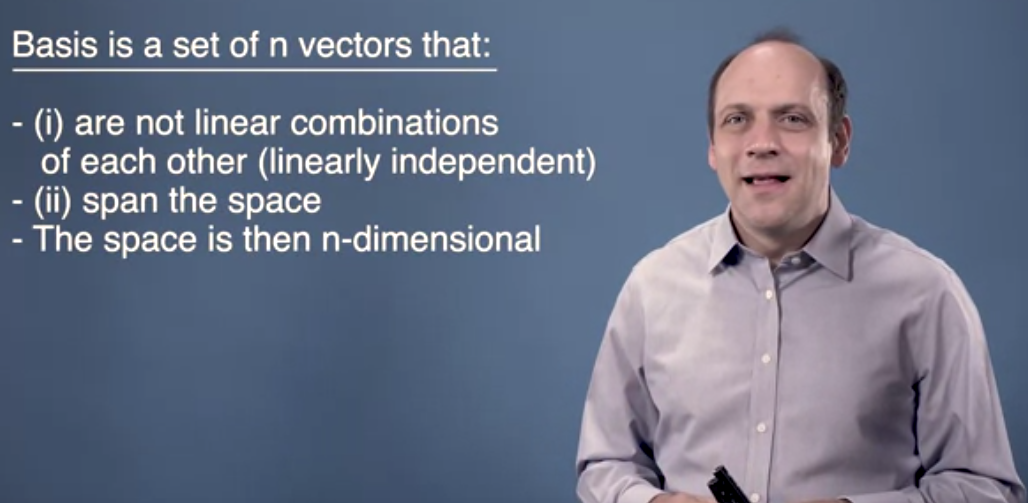 Basis is a set of n vectors that:
- (i) are not linear combinations
of each other (linearly independent)
- (ii) span the space
- The space is then n-dimensional